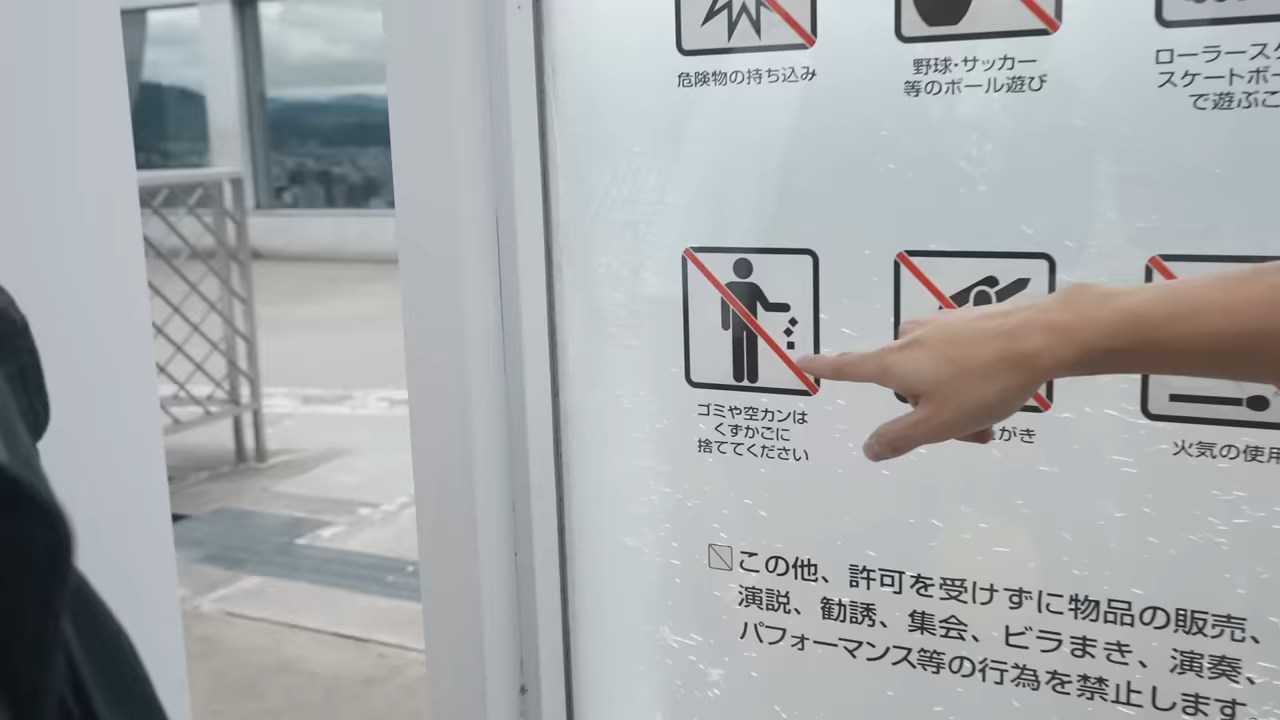 危険物の持ち込み
野球・サッカー
等のボール遊び
ローラースケ
スケートボー
で遊ぶこ
ゴミや空カンは
くずかごに
捨ててください
がき
火気の使用
この他、許可を受けずに物品の販売、
演説、勧誘、集会、ビラまき、演奏、
パフォーマンス等の行為を禁止します。